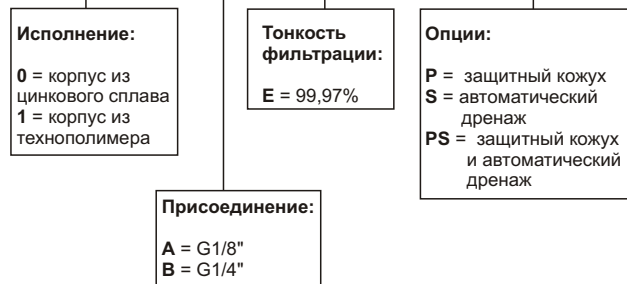 Исполнение:
0 = корпус из
цинкового сплава
1 = корпус из
технополимера
Тонкость
фильтрации:
E = 99,97%
Опции:
P = защитный кожух
S = автоматический
дренаж
PS = защитный кожух
и автоматический
дренаж
Присоединение:
A = G1/8"
B = G1/4"